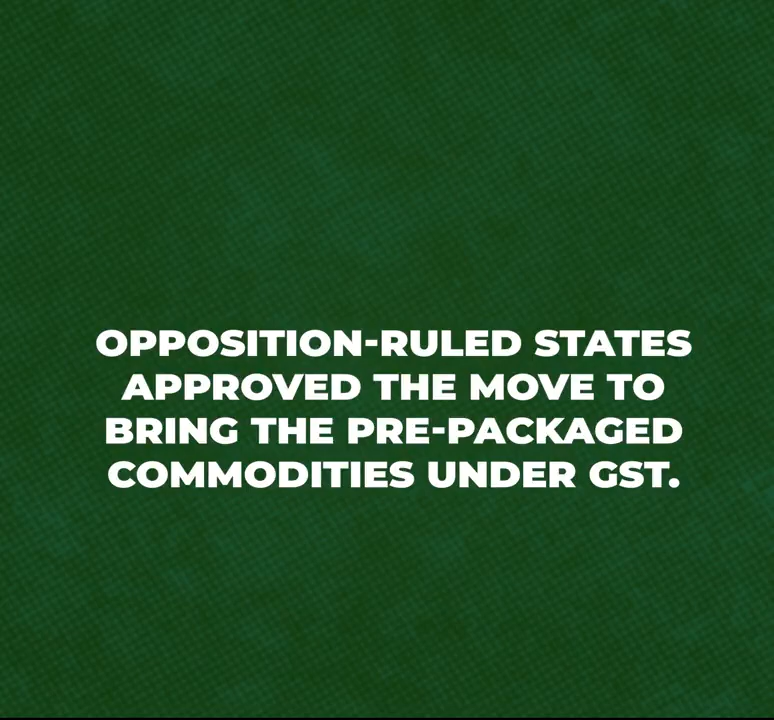 OPPOSITION-RULED STATES
APPROVED THE MOVE TO
BRING THE PRE-PACKAGED
COMMODITIES UNDER GST.